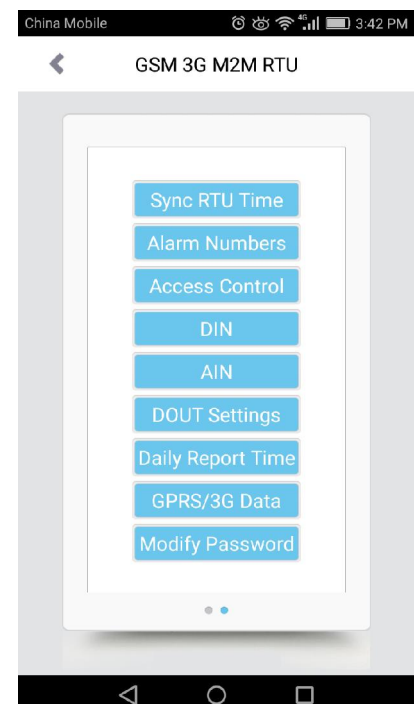 China Mobile 4G 3:42 PM
GSM 3G M2M RTU
Sync RTU Time
Alarm Numbers
Access Control
DIN
AIN
DOUT Settings
Daily Report Time
GPRS/3G Data
Modify Password